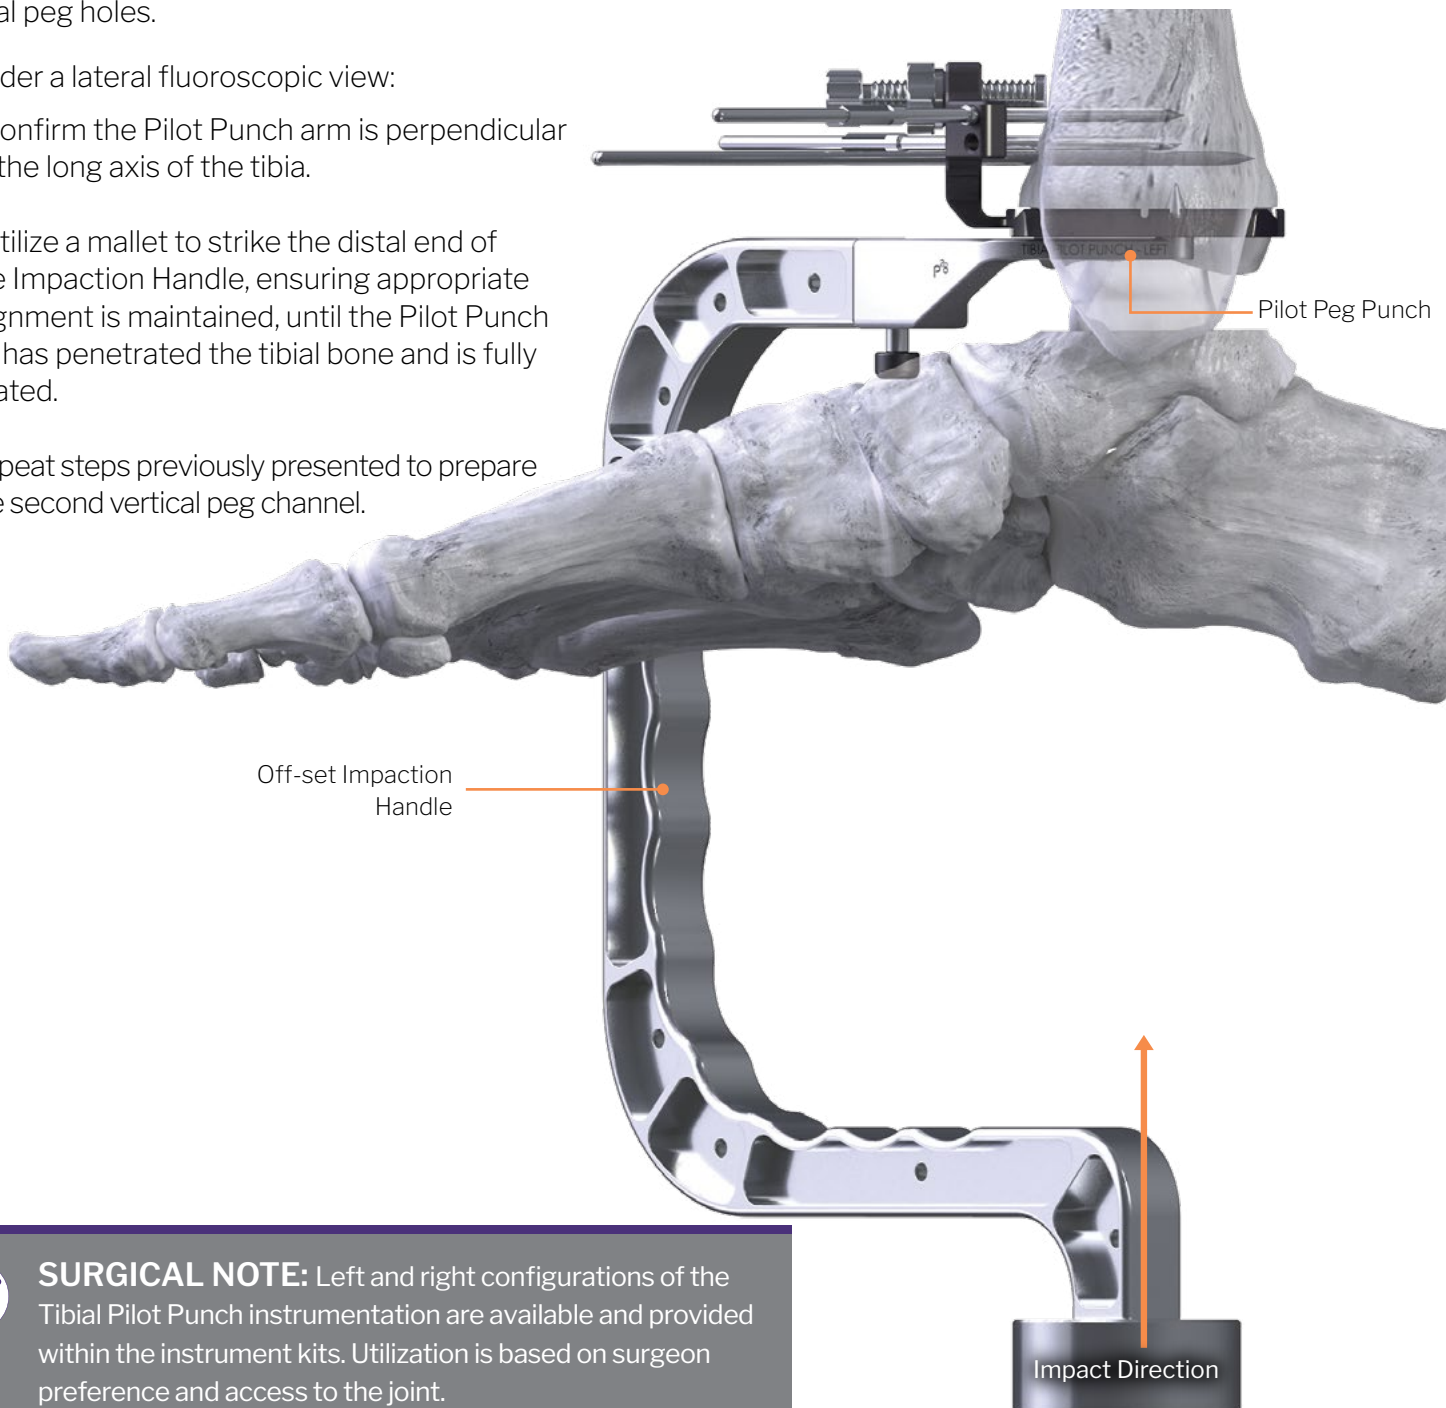 al peg holes.
der a lateral fluoroscopic view:
onfirm the Pilot Punch arm is perpendicular
the long axis of the tibia.
tilize a mallet to strike the distal end of
e Impaction Handle, ensuring appropriate
gnment is maintained, until the Pilot Punch
has penetrated the tibial bone and is fully
ated.
peat steps previously presented to prepare
e second vertical peg channel.
TIBIA PILOT PUNCH - LEFT
p28
Pilot Peg Punch
Off-set Impaction
Handle
SURGICAL NOTE: Left and right configurations of the
Tibial Pilot Punch instrumentation are available and provided
within the instrument kits. Utilization is based on surgeon
preference and access to the joint.
Impact Direction